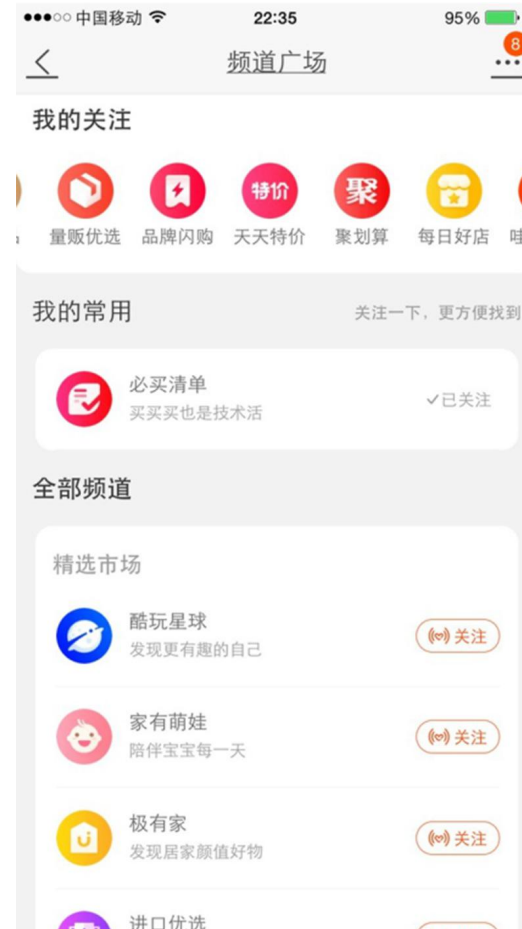 中国移动 22:35 95%
频道广场
8
我的关注
特价 聚
量贩优选 品牌闪购 天天特价 聚划算 每日好店
我的常用 关注一下，更方便找到
必买清单
买买买也是技术活
已关注
全部频道
精选市场
酷玩星球
发现更有趣的自己
关注
家有萌娃
陪伴宝宝每一天
关注
极有家
发现居家颜值好物
关注
进口优选